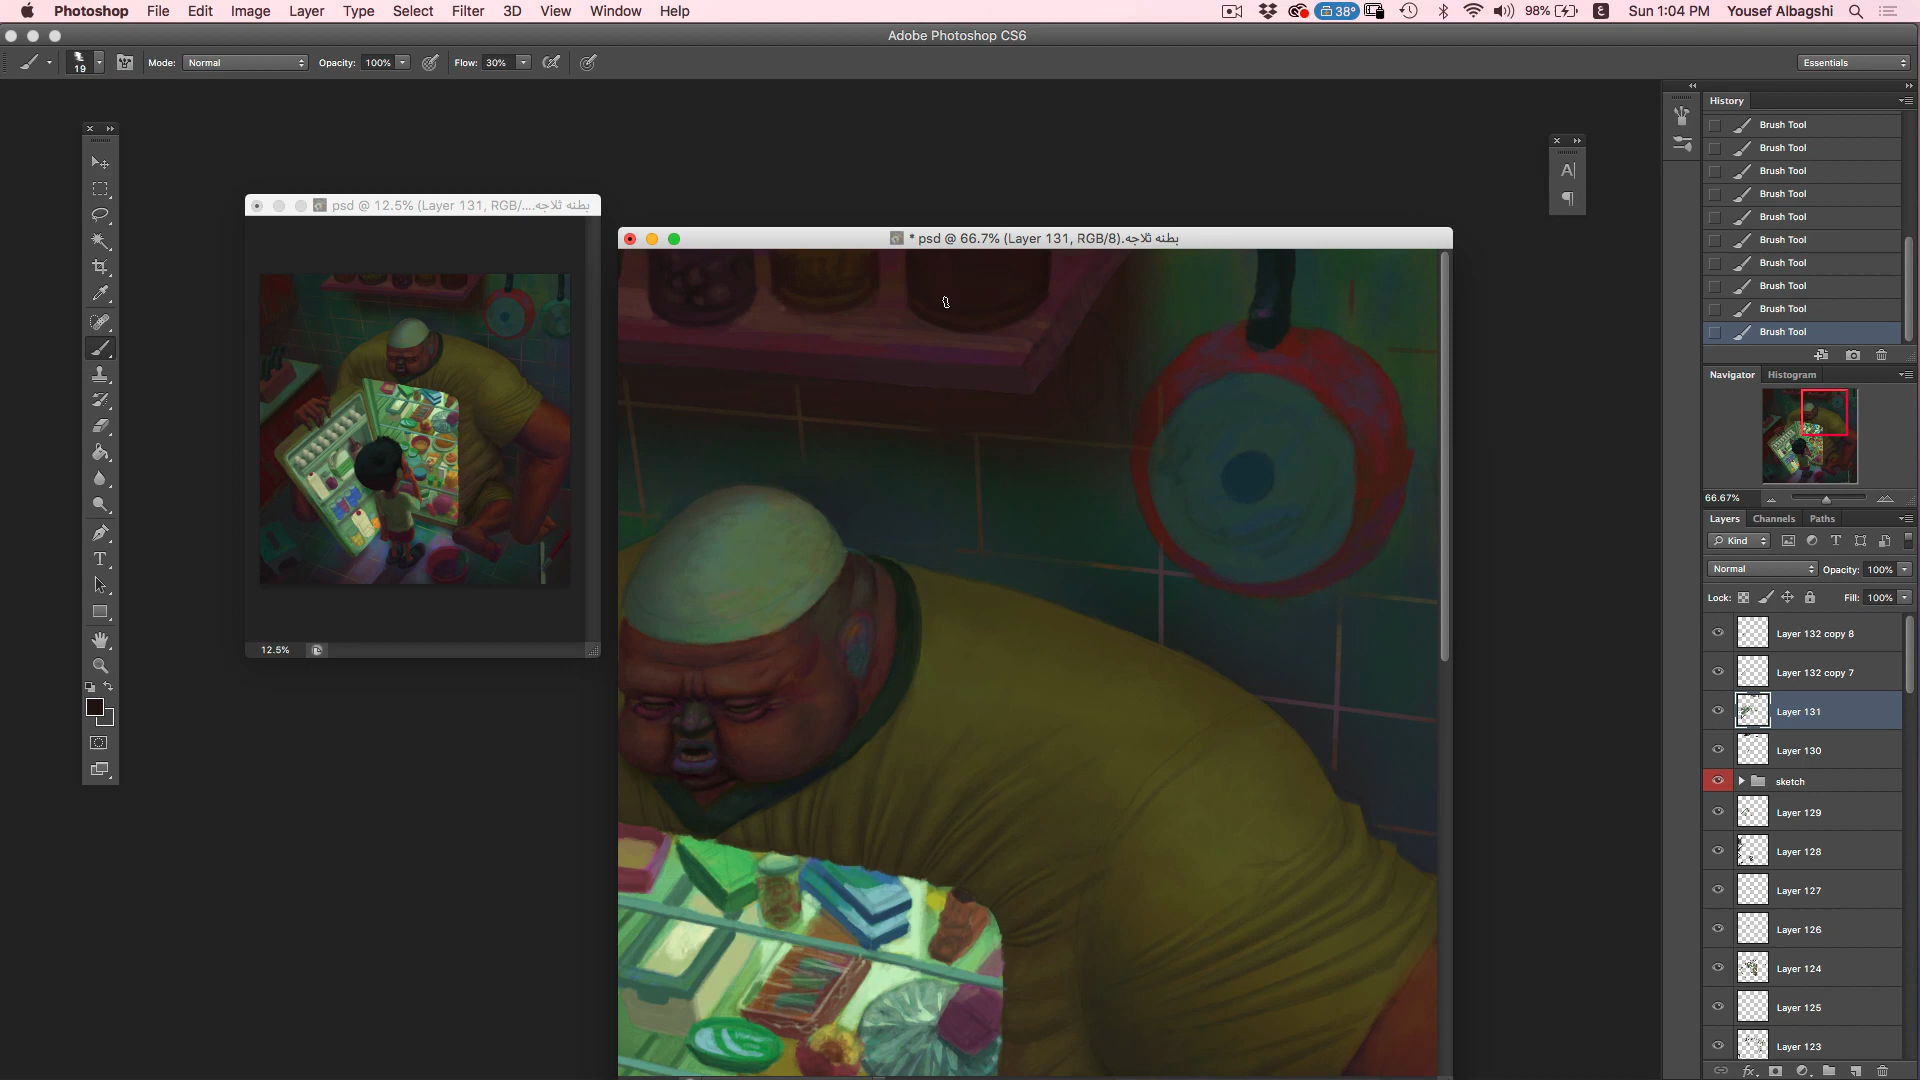 Photoshop File Edit Image Layer Type Select Filter 3D View Window Help 38° 98% ع Sun 1:04 PM Yousef Albagshi
Adobe Photoshop CS6
19 Mode: Normal Opacity: 100% Flow: 30% Essentials
History
Brush Tool
Brush Tool
Brush Tool
Brush Tool
Brush Tool
Brush Tool
Brush Tool
Brush Tool
Brush Tool
Brush Tool
بطنه ثلاجه....psd @ 12.5% (Layer 131, RGB/
12.5%
بطنه ثلاجه.psd @ 66.7% (Layer 131, RGB/8) *
A
Navigator Histogram
66.67%
Layers Channels Paths
Kind
Normal Opacity: 100%
Lock: Fill: 100%
Layer 132 copy 8
Layer 132 copy 7
Layer 131
Layer 130
sketch
Layer 129
Layer 128
Layer 127
Layer 126
Layer 124
Layer 125
Layer 123
fx